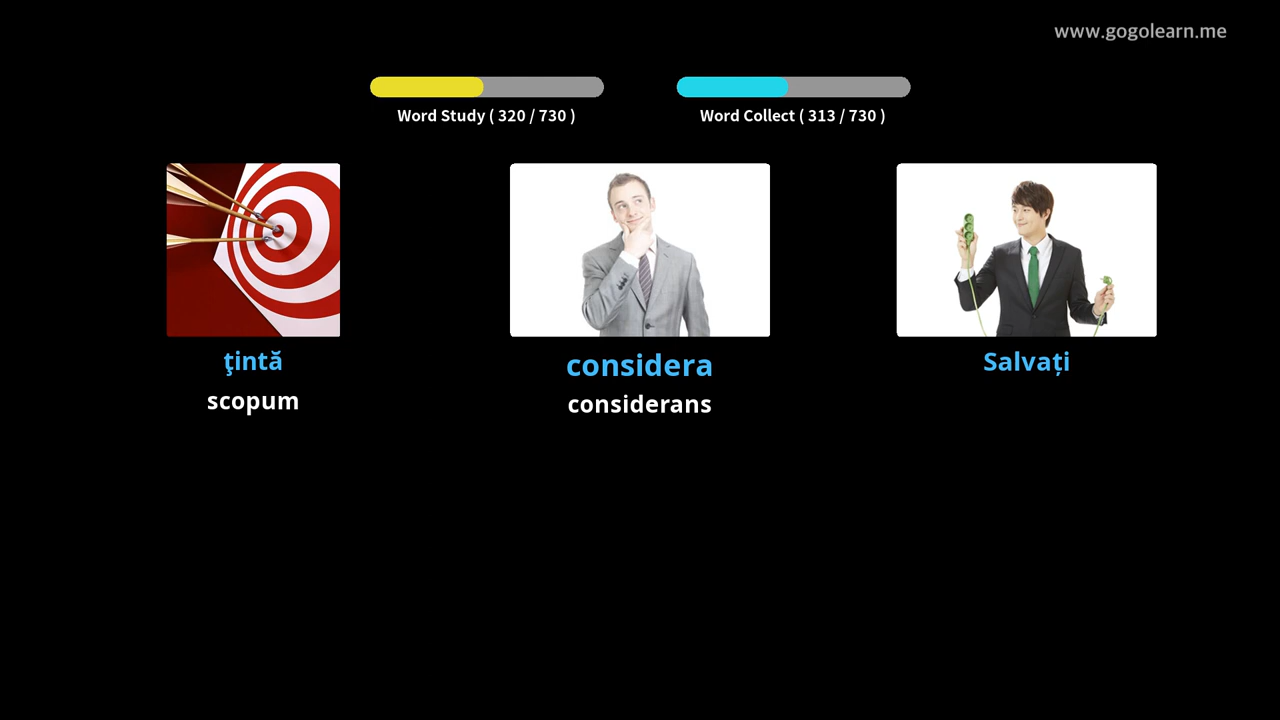 www.gogolearn.me
Word Study ( 320 / 730 )
Word Collect ( 313 / 730 )
ţintă
considera
Salvați
scopum
considerans